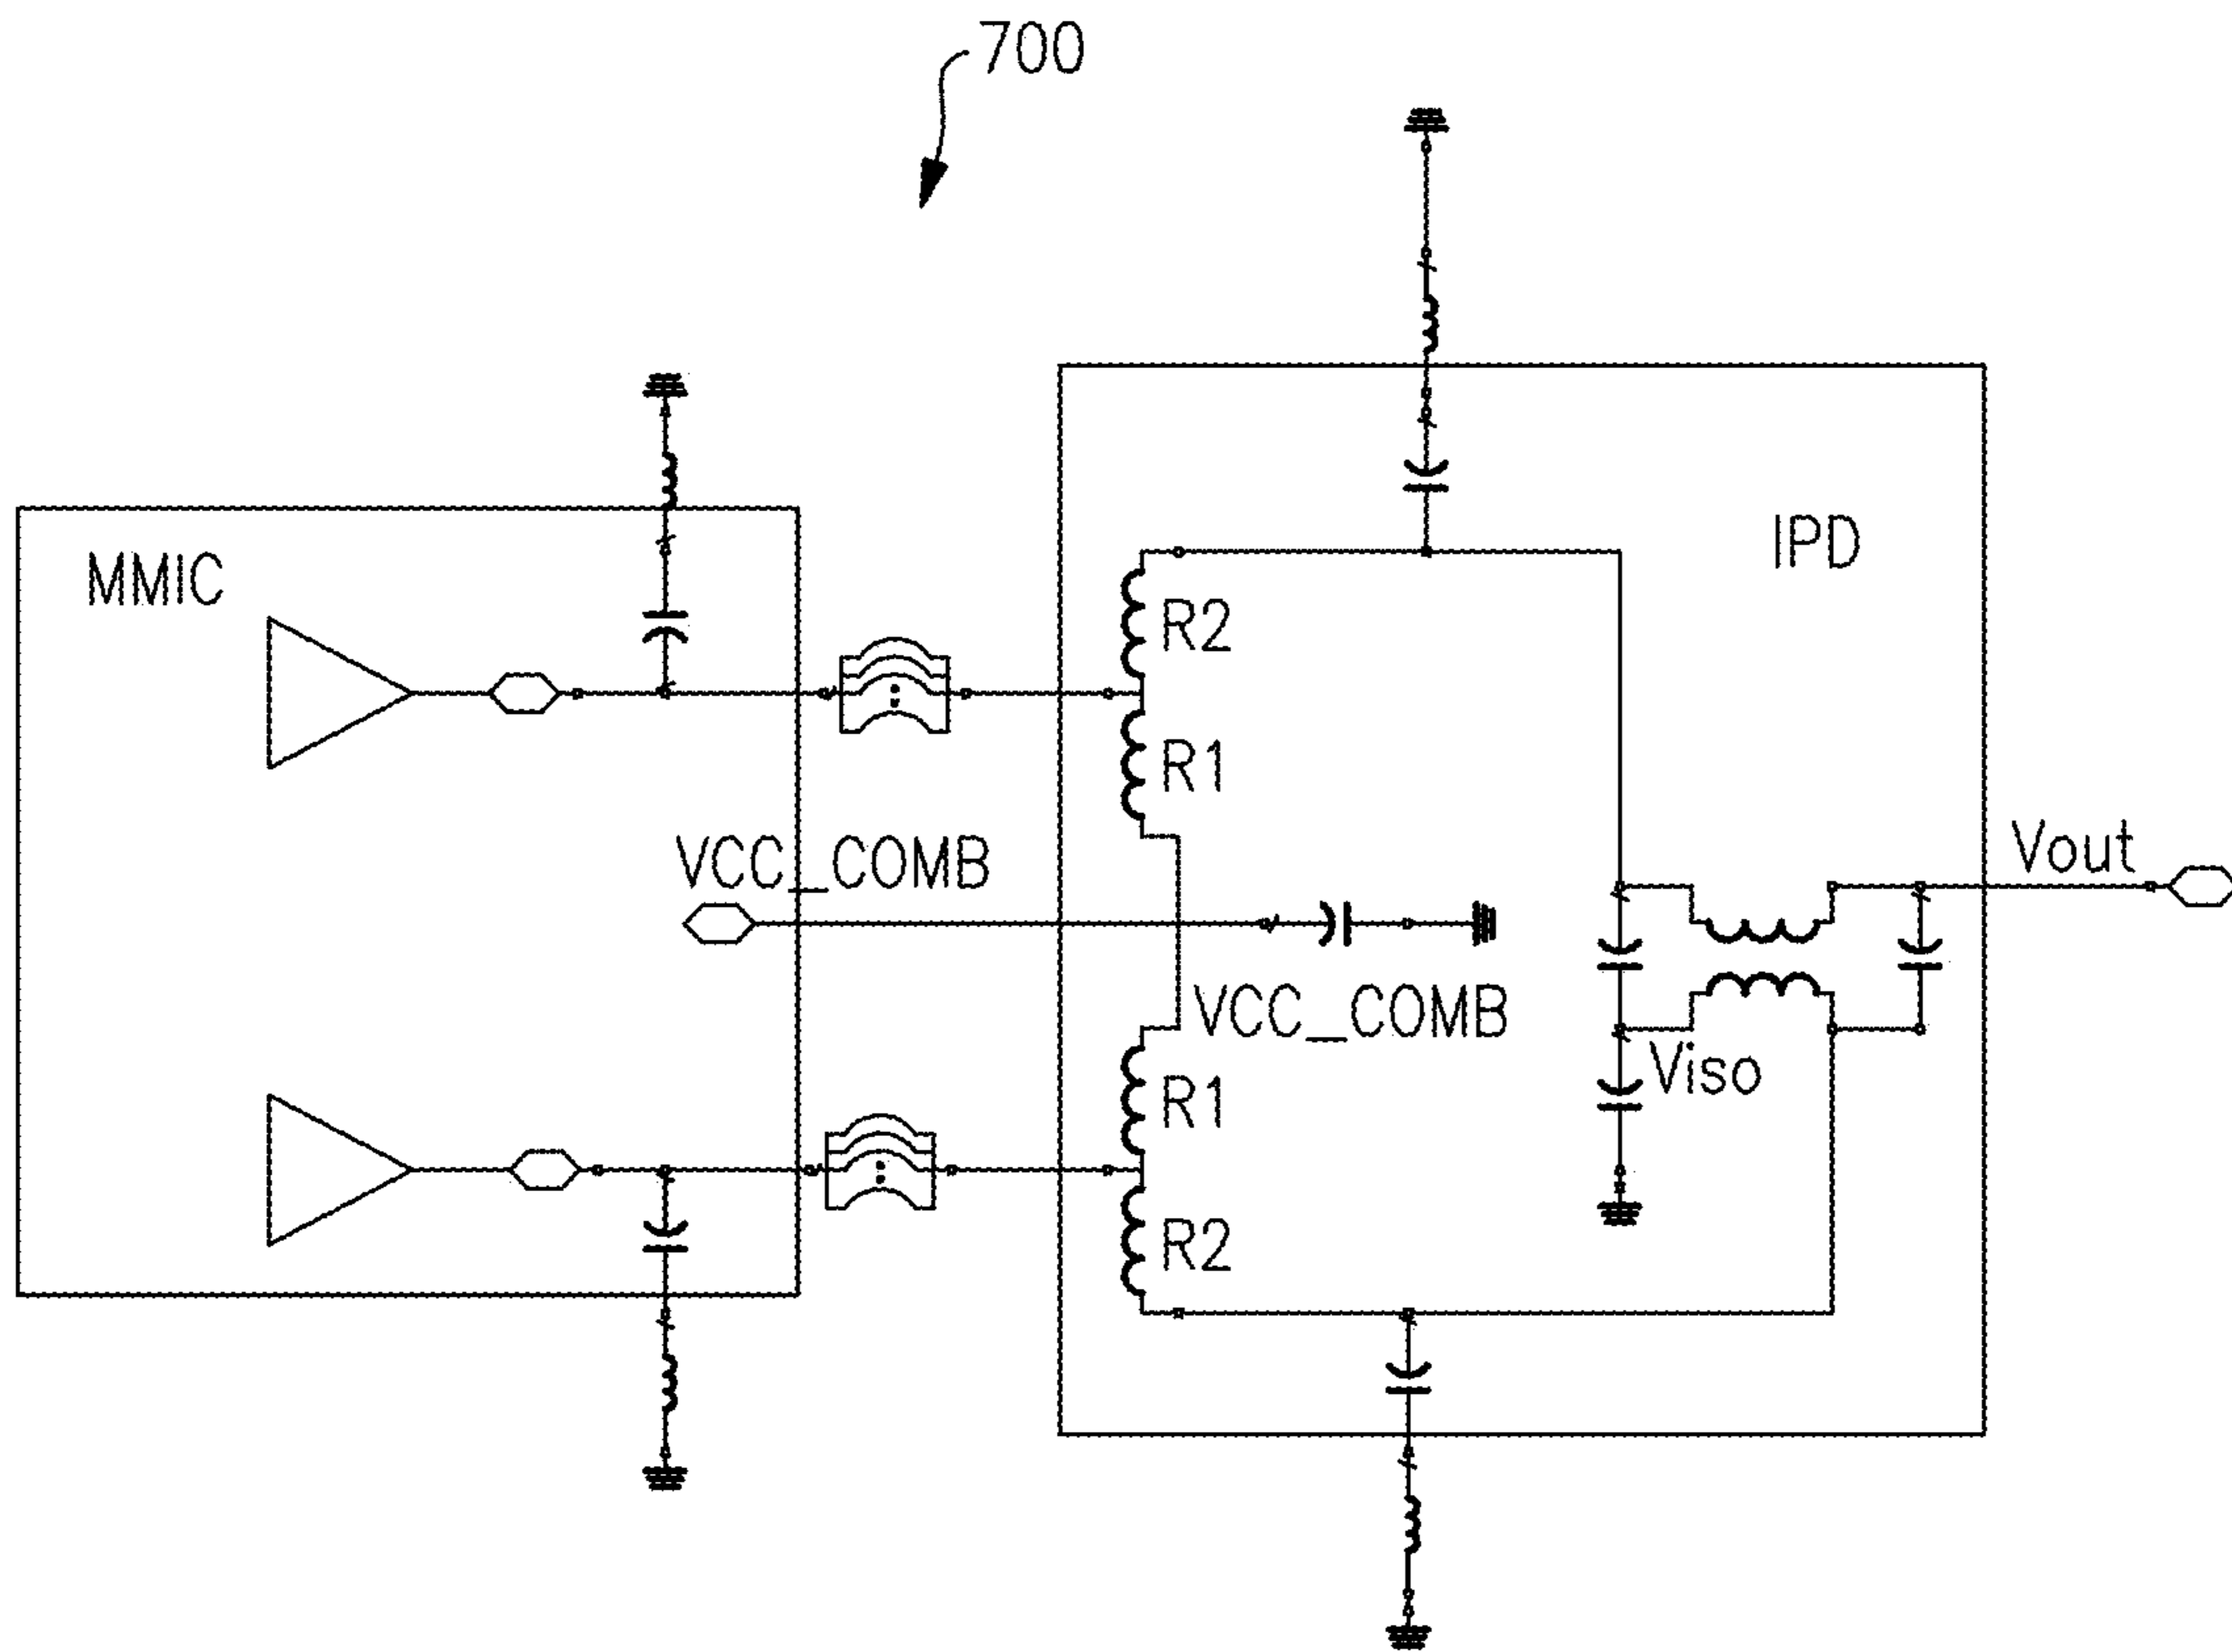 700
IPD
MMIC
R2
R1
VCC_COMB
Vout
VCC_COMB
Viso
R1
R2